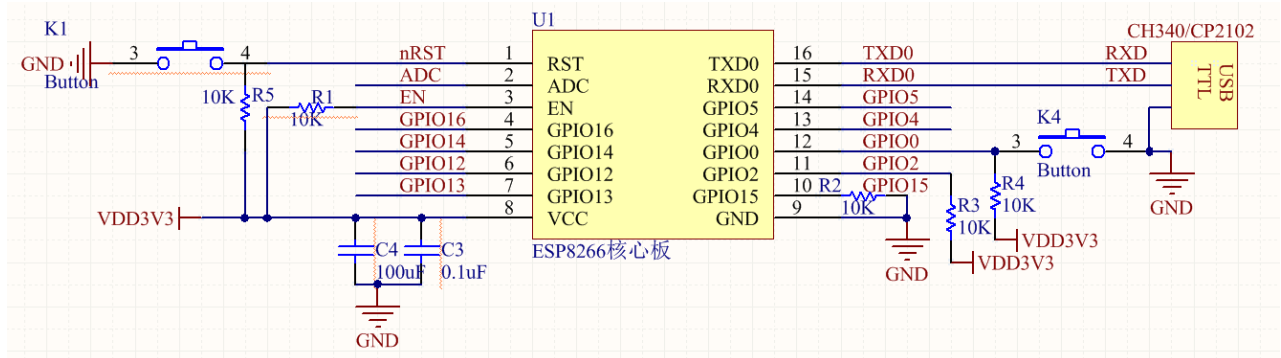 K1
U1
CH340/CP2102
GND
3
4
Button
nRST
1
RST
TXD0
16
TXD0
RXD
ADC
2
ADC
RXD0
15
RXD0
TXD
USB
TTL
10K
R5
R1
10K
EN
3
EN
GPIO5
14
GPIO5
GPIO16
4
GPIO16
GPIO4
13
GPIO4
K4
GPIO14
5
GPIO14
GPIO0
12
GPIO0
3
4
Button
GPIO12
6
GPIO12
GPIO2
11
GPIO2
GPIO13
7
GPIO13
GPIO15
10
R2
GPIO15
10K
R4
10K
VDD3V3
8
VCC
GND
9
R3
10K
GND
VDD3V3
VDD3V3
GND
ESP8266核心板
C4
100uF
C3
0.1uF
GND